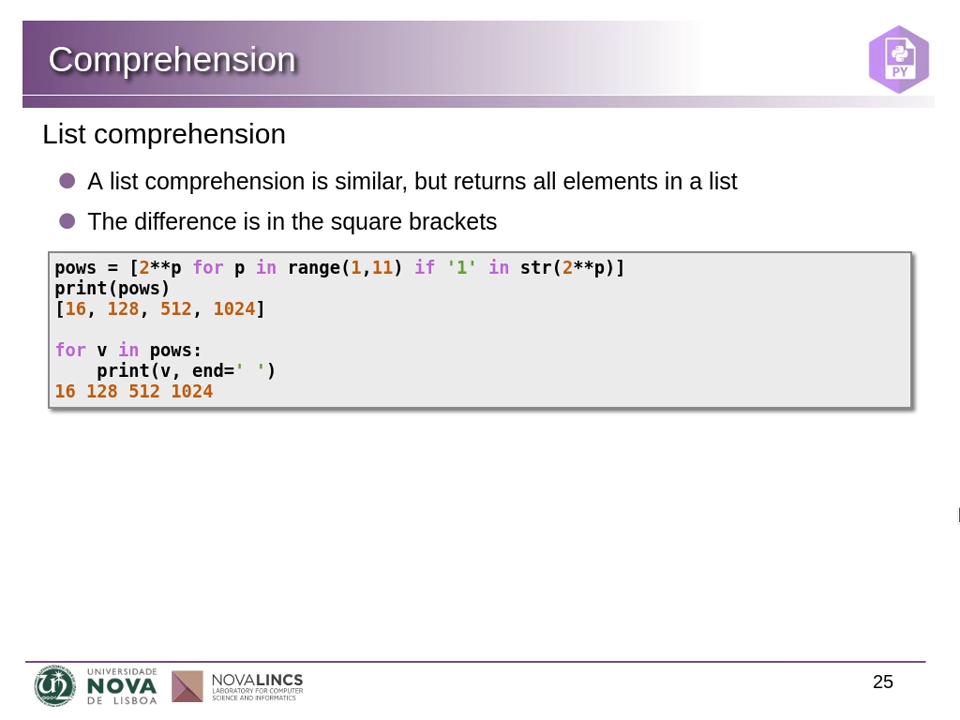 Comprehension
PY
List comprehension
A list comprehension is similar, but returns all elements in a list
The difference is in the square brackets
pows = [2**p for p in range(1,11) if '1' in str(2**p)]
print(pows)
[16, 128, 512, 1024]
for v in pows:
    print(v, end=' ')
16 128 512 1024
UNIVERSIDADE
NOVA
DE LISBOA
NOVALINCS
LABORATORY FOR COMPUTER
SCIENCE AND INFORMATICS
25